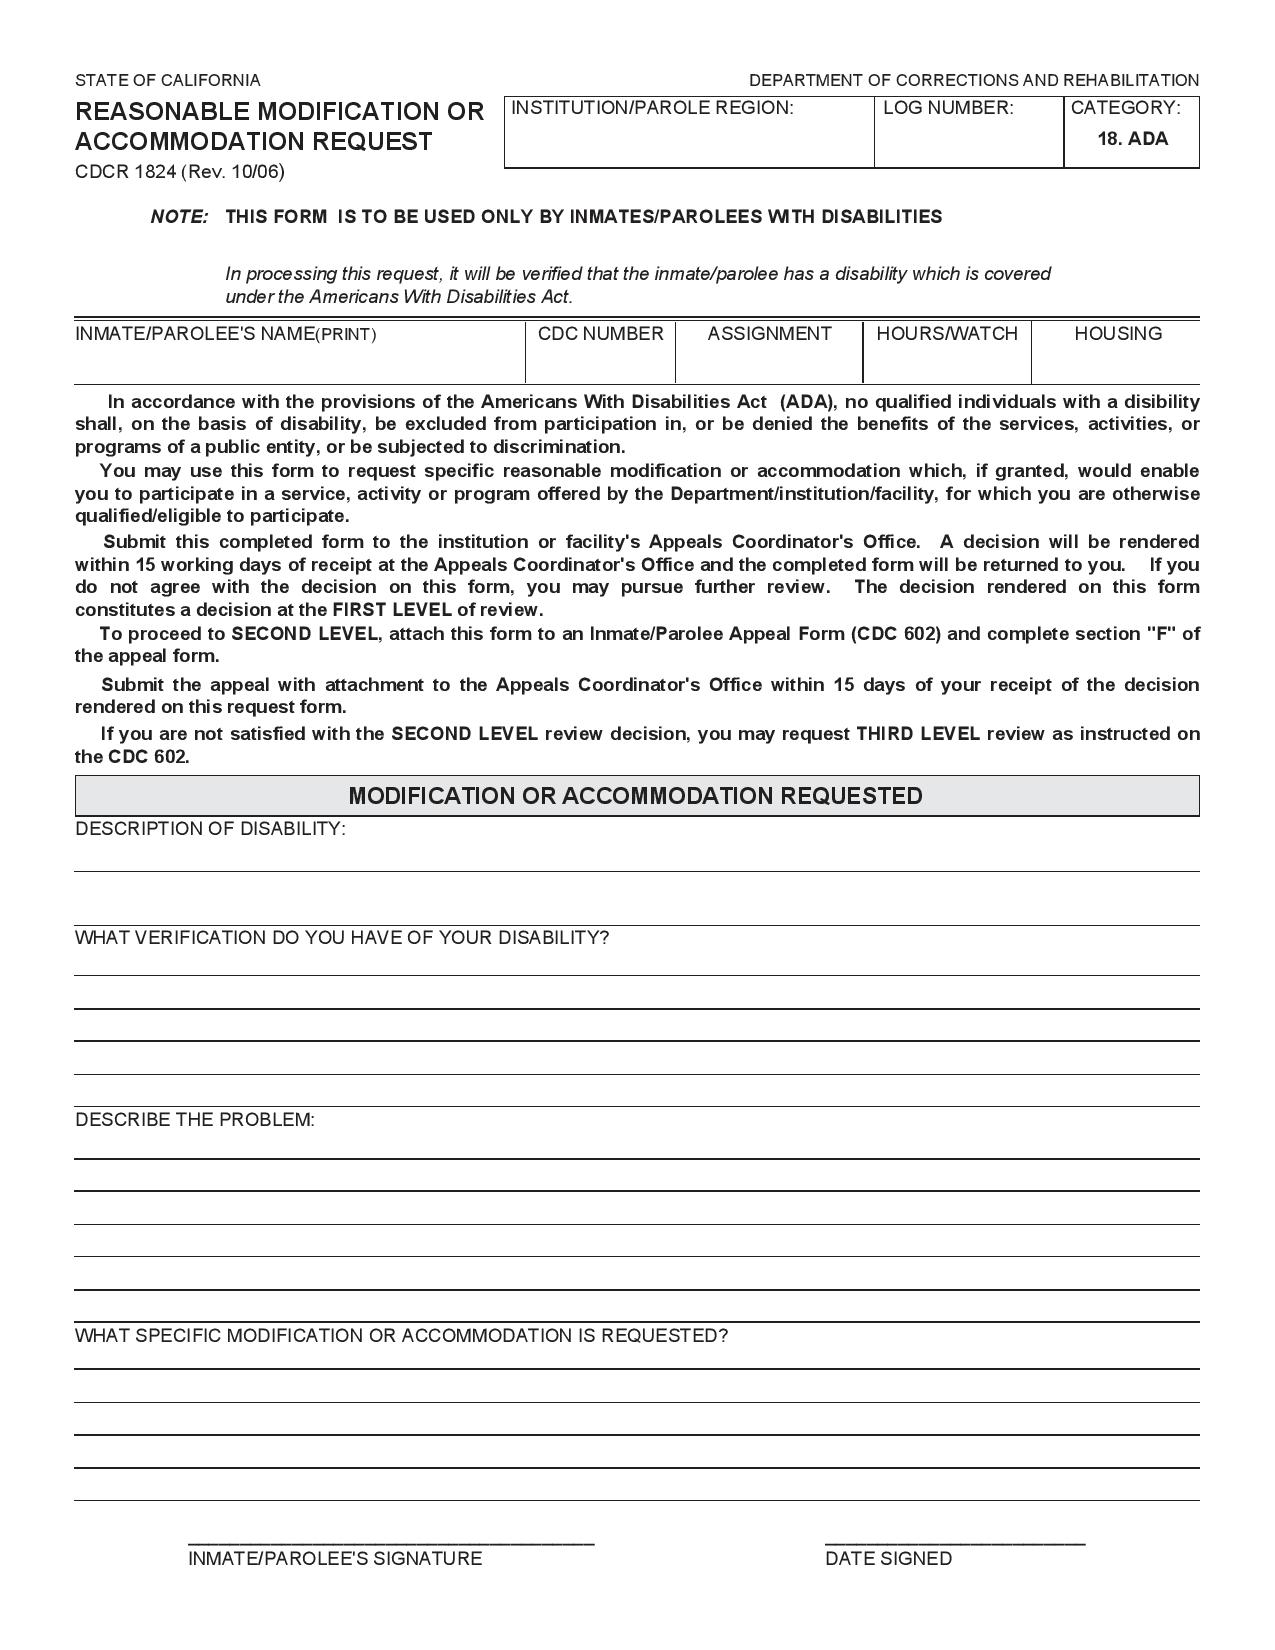 STATE OF CALIFORNIA
DEPARTMENT OF CORRECTIONS AND REHABILITATION
REASONABLE MODIFICATION OR
ACCOMMODATION REQUEST
CDCR 1824 (Rev. 10/06)
INSTITUTION/PAROLE REGION:
LOG NUMBER:
CATEGORY:
18. ADA
NOTE: THIS FORM IS TO BE USED ONLY BY INMATES/PAROLEES WITH DISABILITIES
In processing this request, it will be verified that the inmate/parolee has a disability which is covered
under the Americans With Disabilities Act.
INMATE/PAROLEE'S NAME(PRINT)
CDC NUMBER
ASSIGNMENT
HOURS/WATCH
HOUSING
In accordance with the provisions of the Americans With Disabilities Act (ADA), no qualified individuals with a disibility
shall, on the basis of disability, be excluded from participation in, or be denied the benefits of the services, activities, or
programs of a public entity, or be subjected to discrimination.
You may use this form to request specific reasonable modification or accommodation which, if granted, would enable
you to participate in a service, activity or program offered by the Department/institution/facility, for which you are otherwise
qualified/eligible to participate.
Submit this completed form to the institution or facility's Appeals Coordinator's Office. A decision will be rendered
within 15 working days of receipt at the Appeals Coordinator's Office and the completed form will be returned to you. If you
do not agree with the decision on this form, you may pursue further review. The decision rendered on this form
constitutes a decision at the FIRST LEVEL of review.
To proceed to SECOND LEVEL, attach this form to an Inmate/Parolee Appeal Form (CDC 602) and complete section "F" of
the appeal form.
Submit the appeal with attachment to the Appeals Coordinator's Office within 15 days of your receipt of the decision
rendered on this request form.
If you are not satisfied with the SECOND LEVEL review decision, you may request THIRD LEVEL review as instructed on
the CDC 602.
MODIFICATION OR ACCOMMODATION REQUESTED
DESCRIPTION OF DISABILITY:
WHAT VERIFICATION DO YOU HAVE OF YOUR DISABILITY?
DESCRIBE THE PROBLEM:
WHAT SPECIFIC MODIFICATION OR ACCOMMODATION IS REQUESTED?
INMATE/PAROLEE'S SIGNATURE
DATE SIGNED